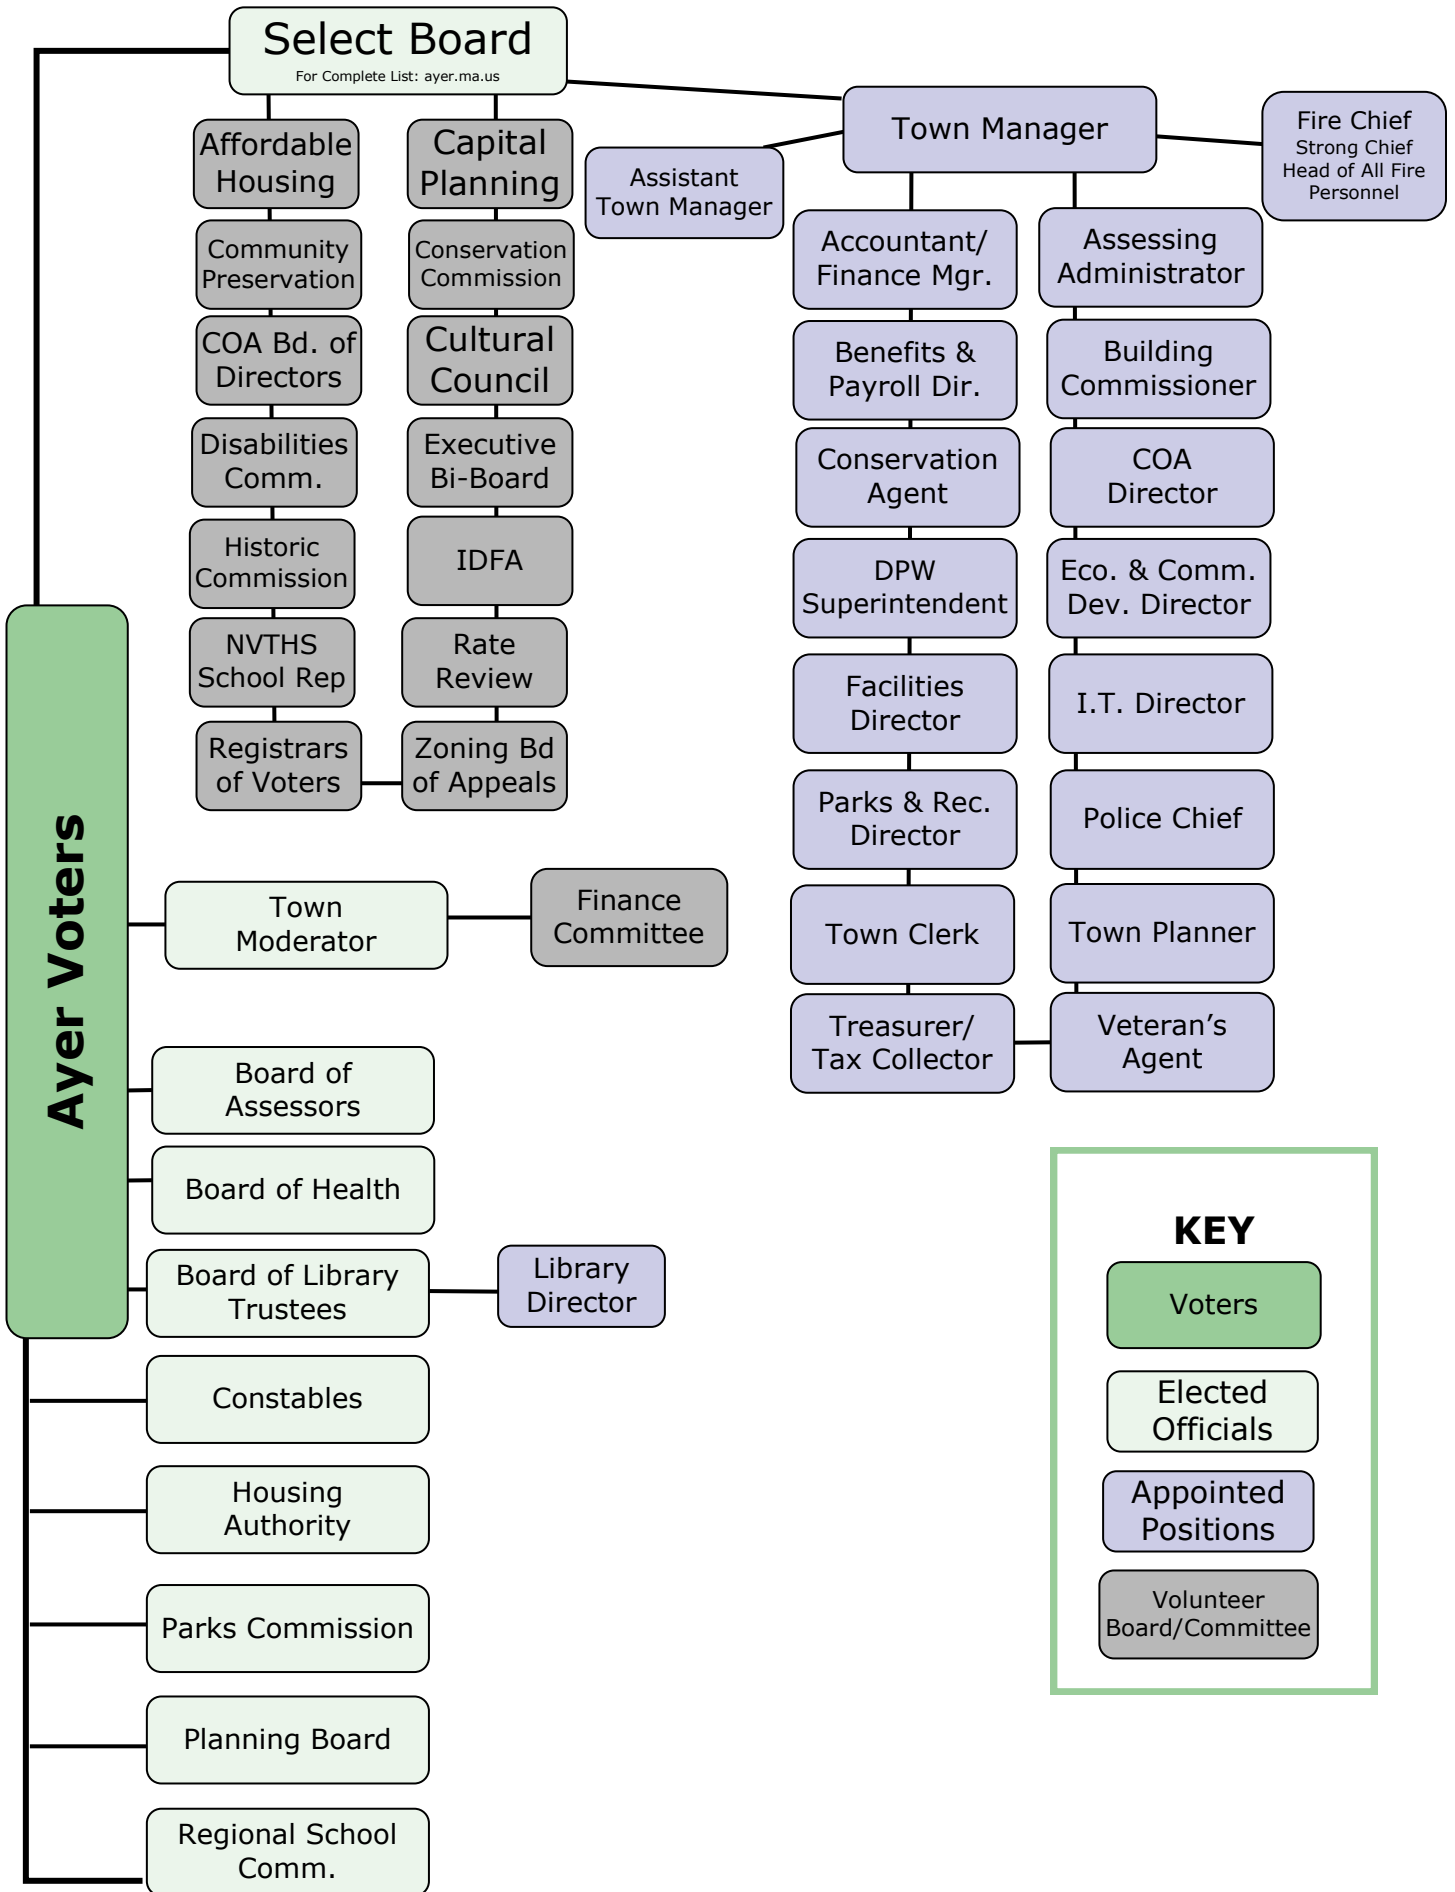 Select Board
For Complete List: ayer.ma.us
Affordable
Housing
Capital
Planning
Community
Preservation
Conservation
Commission
COA Bd. of
Directors
Cultural
Council
Disabilities
Comm.
Executive
Bi-Board
Historic
Commission
IDFA
NVTHS
School Rep
Rate
Review
Registrars
of Voters
Zoning Bd
of Appeals
Town Manager
Assistant
Town Manager
Fire Chief
Strong Chief
Head of All Fire
Personnel
Accountant/
Finance Mgr.
Assessing
Administrator
Benefits &
Payroll Dir.
Building
Commissioner
Conservation
Agent
COA
Director
DPW
Superintendent
Eco. & Comm.
Dev. Director
Facilities
Director
I.T. Director
Parks & Rec.
Director
Police Chief
Town Clerk
Town Planner
Treasurer/
Tax Collector
Veteran’s
Agent
Ayer Voters
Town
Moderator
Finance
Committee
Board of
Assessors
Board of Health
Board of Library
Trustees
Library
Director
Constables
Housing
Authority
Parks Commission
Planning Board
Regional School
Comm.
KEY
Voters
Elected
Officials
Appointed
Positions
Volunteer
Board/Committee